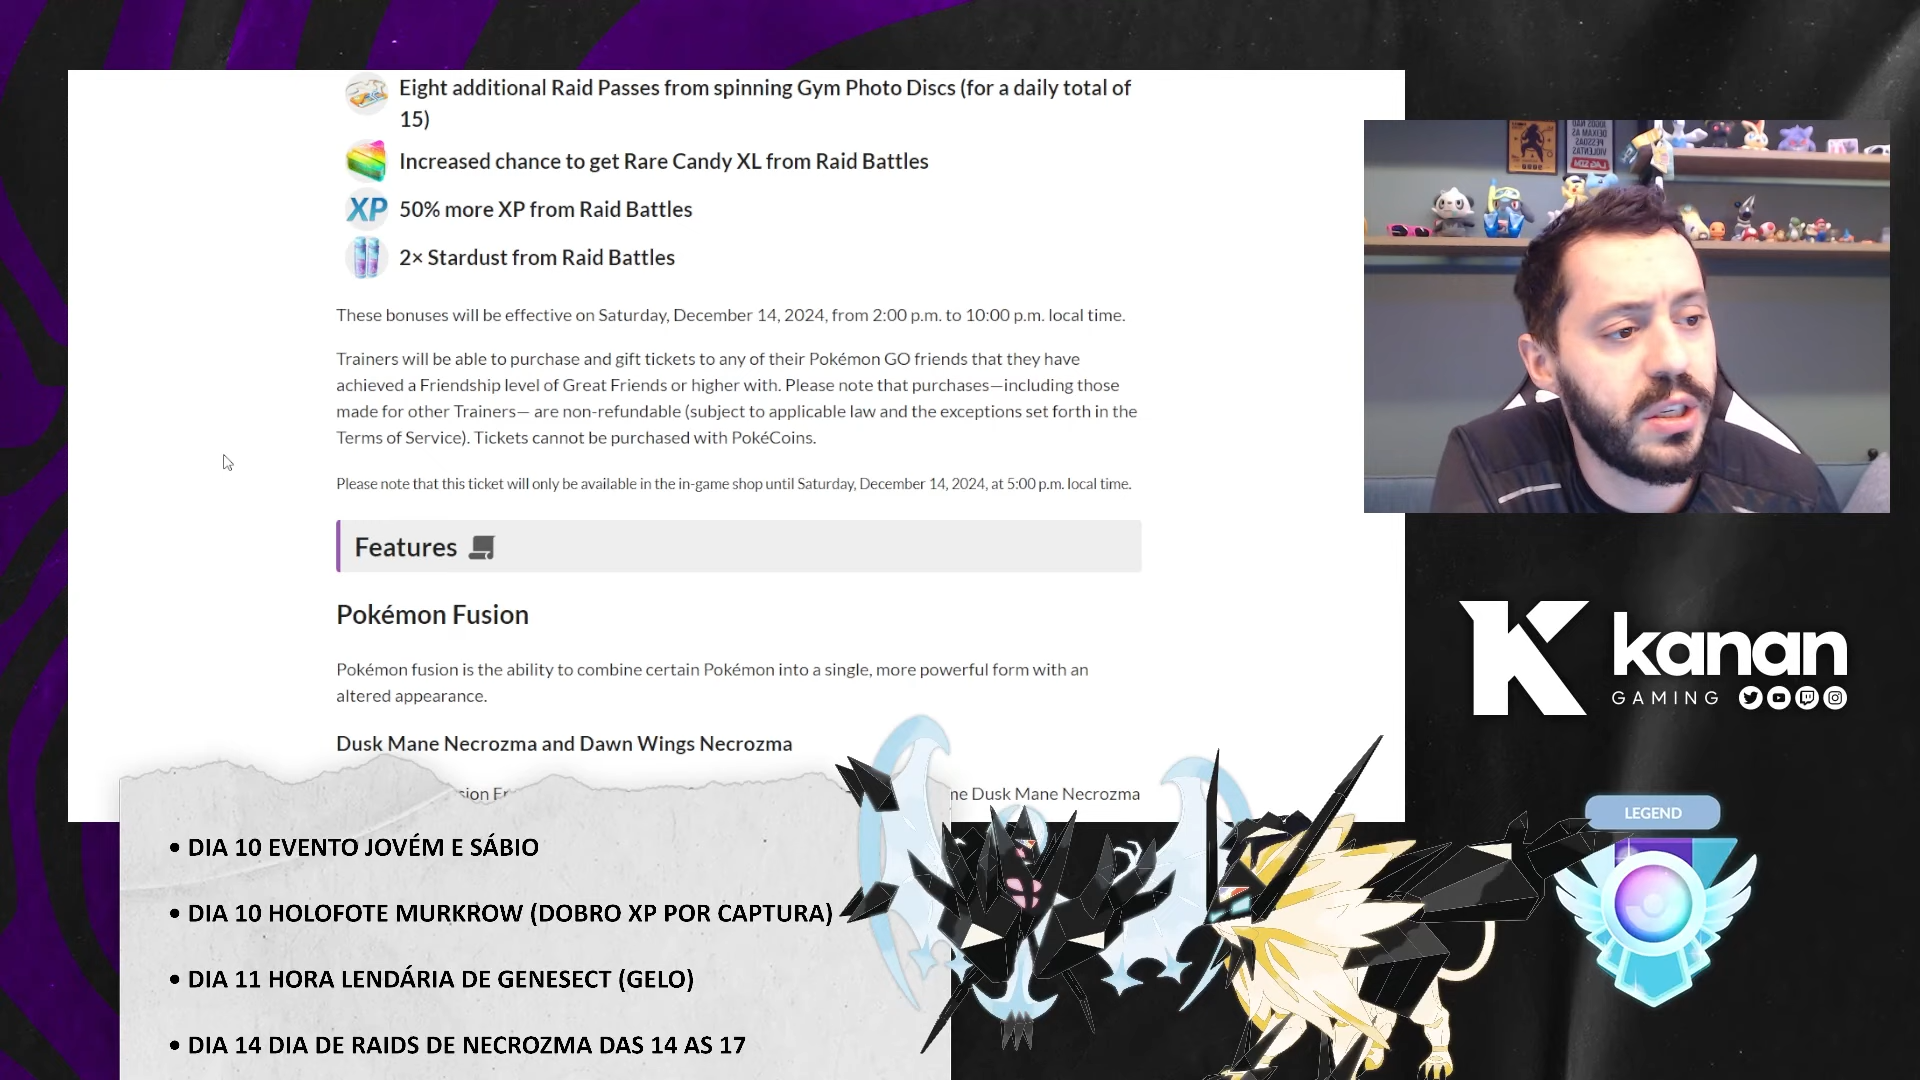 Eight additional Raid Passes from spinning Gym Photo Discs (for a daily total of
15)
Increased chance to get Rare Candy XL from Raid Battles
XP 50% more XP from Raid Battles
2× Stardust from Raid Battles
These bonuses will be effective on Saturday, December 14, 2024, from 2:00 p.m. to 10:00 p.m. local time.
Trainers will be able to purchase and gift tickets to any of their Pokémon GO friends that they have
achieved a Friendship level of Great Friends or higher with. Please note that purchases—including those
made for other Trainers— are non-refundable (subject to applicable law and the exceptions set forth in the
Terms of Service). Tickets cannot be purchased with PokéCoins.
Please note that this ticket will only be available in the in-game shop until Saturday, December 14, 2024, at 5:00 p.m. local time.
Features
Pokémon Fusion
Pokémon fusion is the ability to combine certain Pokémon into a single, more powerful form with an
altered appearance.
Dusk Mane Necrozma and Dawn Wings Necrozma
Dusk Mane Necrozma
• DIA 10 EVENTO JOVÉM E SÁBIO
• DIA 10 HOLOFOTE MURKROW (DOBRO XP POR CAPTURA)
• DIA 11 HORA LENDÁRIA DE GENESECT (GELO)
• DIA 14 DIA DE RAIDS DE NECROZMA DAS 14 AS 17
K kanan
GAMING
LEGEND